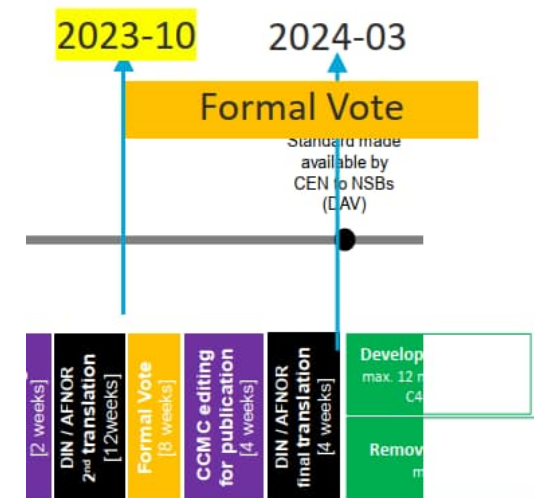 2023-10
2024-03
Formal Vote
Standard made
available by
CEN to NSBs
(DAV)
[2 weeks]
DIN / AFNOR
2nd translation
[12weeks]
Formal Vote
[8 weeks]
CCMC editing
for publication
[4 weeks]
DIN / AFNOR
final translation
[4 weeks]
Develop
max. 12 m
C4
Remov
m